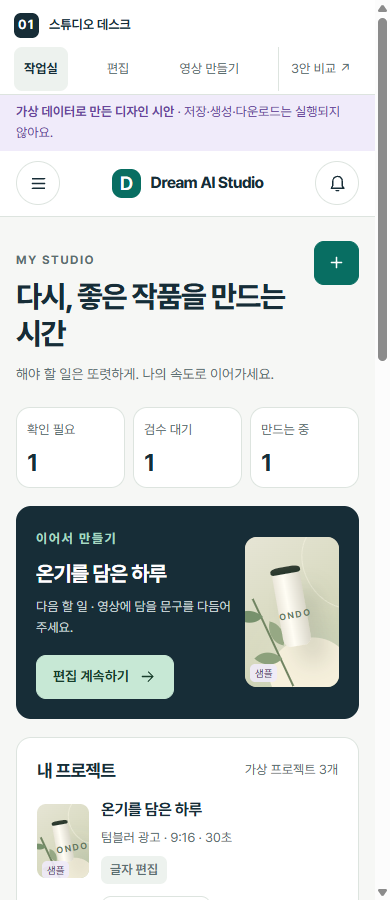 01 스튜디오 데스크
작업실 편집 영상 만들기 3안 비교 ↗
가상 데이터로 만든 디자인 시안 · 저장·생성·다운로드는 실행되지
않아요.
D Dream AI Studio
MY STUDIO
다시, 좋은 작품을 만드는
시간
해야 할 일은 또렷하게. 나의 속도로 이어가세요.
확인 필요 검수 대기 만드는 중
1 1 1
이어서 만들기
온기를 담은 하루
다음 할 일 · 영상에 담을 문구를 다듬어
주세요.
편집 계속하기 →
ONDO
샘플
내 프로젝트 가상 프로젝트 3개
온기를 담은 하루
텀블러 광고 · 9:16 · 30초
글자 편집
ONDO
샘플